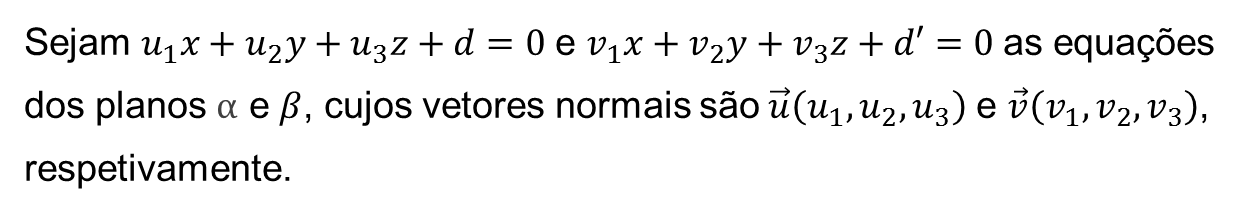 Sejam u₁x + u₂y + u₃z + d = 0 e v₁x + v₂y + v₃z + d′ = 0 as equações
dos planos α e β, cujos vetores normais são u⃗(u₁, u₂, u₃) e v⃗(v₁, v₂, v₃),
respetivamente.